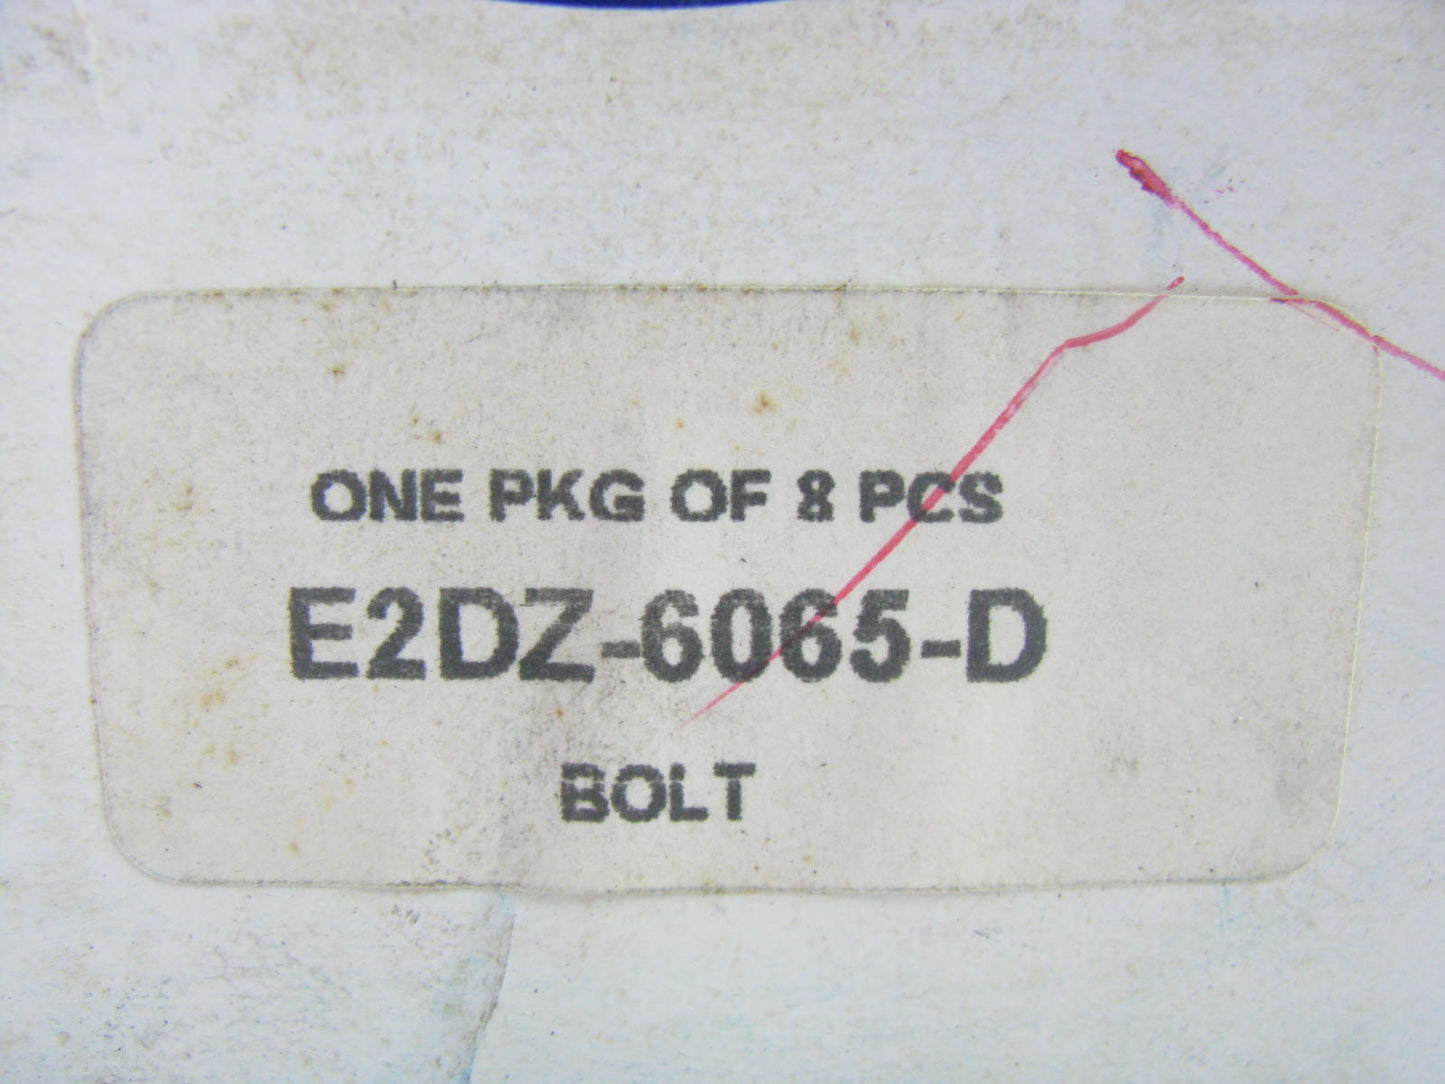 ONE PKG OF 8 PCS
E2DZ-6065-D
BOLT